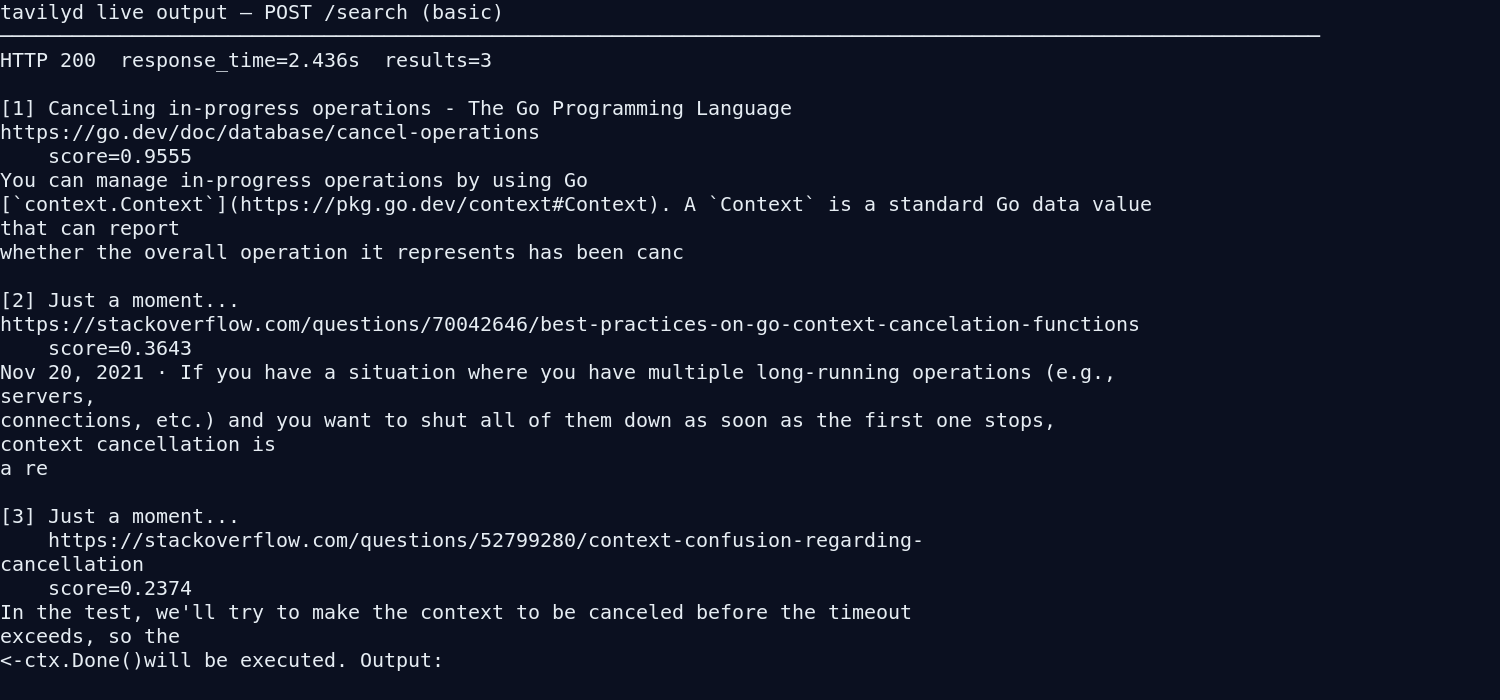 tavilyd live output — POST /search (basic)
HTTP 200  response_time=2.436s  results=3
[1] Canceling in-progress operations - The Go Programming Language
https://go.dev/doc/database/cancel-operations
    score=0.9555
You can manage in-progress operations by using Go
[`context.Context`](https://pkg.go.dev/context#Context). A `Context` is a standard Go data value
that can report
whether the overall operation it represents has been canc
[2] Just a moment...
https://stackoverflow.com/questions/70042646/best-practices-on-go-context-cancelation-functions
    score=0.3643
Nov 20, 2021 · If you have a situation where you have multiple long-running operations (e.g.,
servers,
connections, etc.) and you want to shut all of them down as soon as the first one stops,
context cancellation is
a re
[3] Just a moment...
    https://stackoverflow.com/questions/52799280/context-confusion-regarding-
cancellation
    score=0.2374
In the test, we'll try to make the context to be canceled before the timeout
exceeds, so the
<-ctx.Done()will be executed. Output: